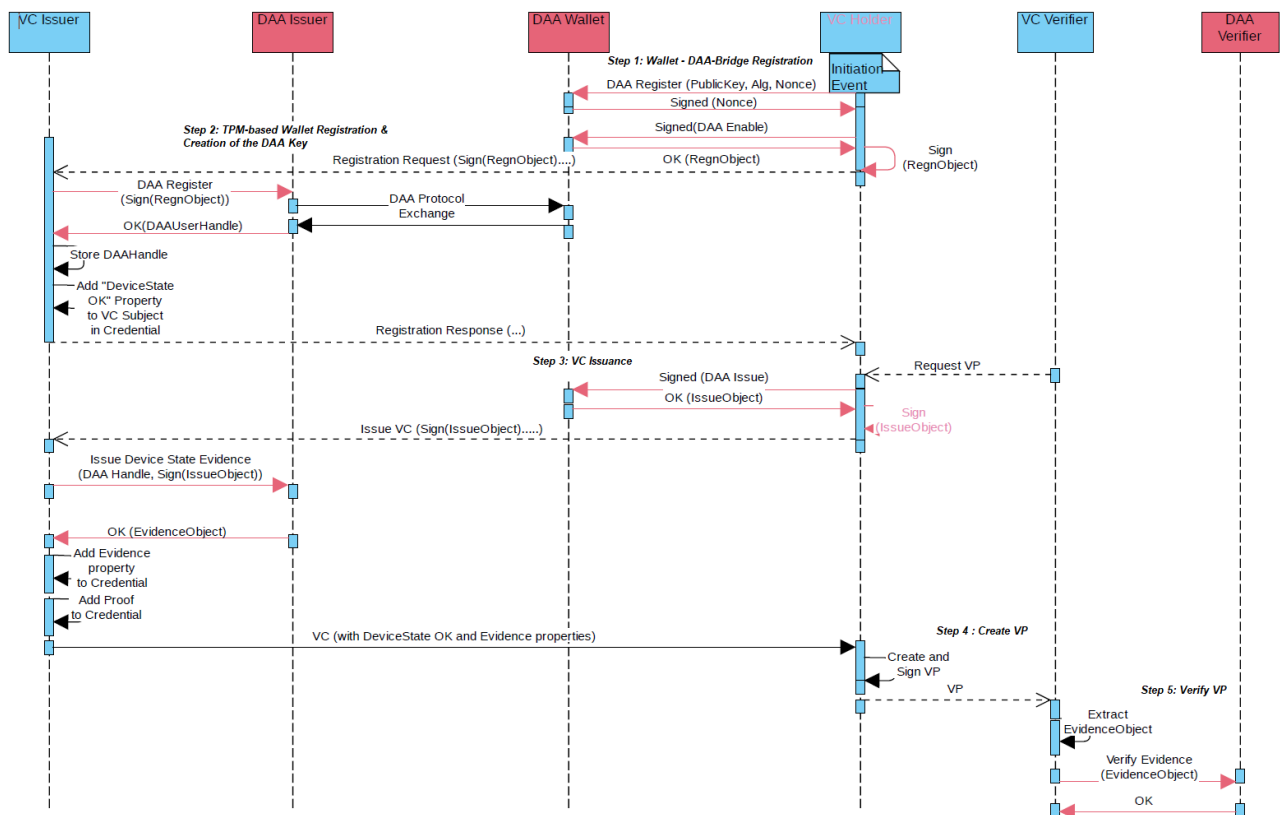 VC Issuer
DAA Issuer
DAA Wallet
VC Holder
VC Verifier
DAA
Verifier
Step 1: Wallet - DAA-Bridge Registration
Initiation
Event
DAA Register (PublicKey, Alg, Nonce)
Signed (Nonce)
Step 2: TPM-based Wallet Registration &
Creation of the DAA Key
Signed(DAA Enable)
OK (RegnObject)
Sign
(RegnObject)
Registration Request (Sign(RegnObject)....)
DAA Register
(Sign(RegnObject))
DAA Protocol
Exchange
OK(DAAUserHandle)
Store DAAHandle
Add "DeviceState
OK" Property
to VC Subject
in Credential
Registration Response (...)
Step 3: VC Issuance
Request VP
Signed (DAA Issue)
OK (IssueObject)
Sign
(IssueObject)
Issue VC (Sign(IssueObject).....)
Issue Device State Evidence
(DAA Handle, Sign(IssueObject))
OK (EvidenceObject)
Add Evidence
property
to Credential
Add Proof
to Credential
VC (with DeviceState OK and Evidence properties)
Step 4 : Create VP
Create and
Sign VP
VP
Step 5: Verify VP
Extract
EvidenceObject
Verify Evidence
(EvidenceObject)
OK